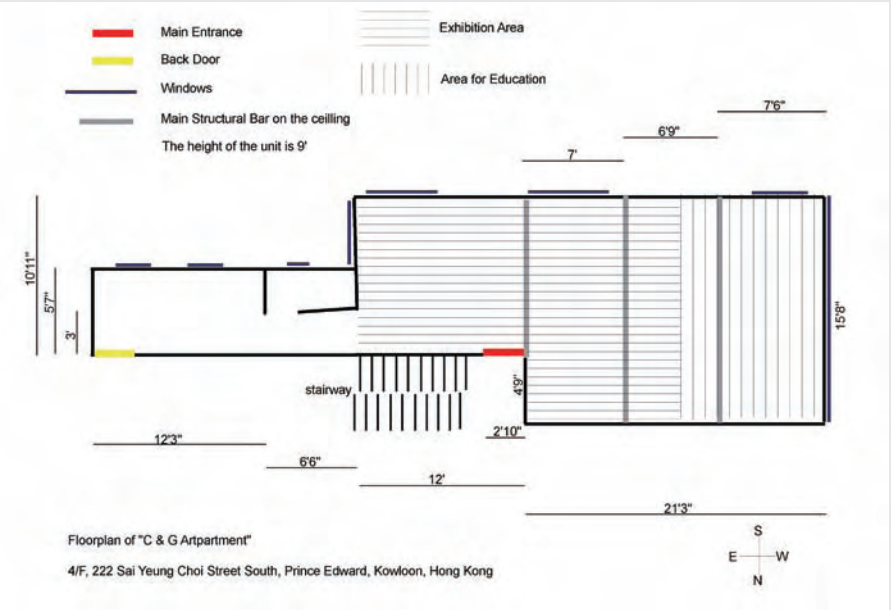 Main Entrance
Exhibition Area
Back Door
Area for Education
Windows
Main Structural Bar on the ceilling
The height of the unit is 9'
7'6"
6'9"
7'
10'11"
5'7"
3'
15'8"
stairway
4'9"
2'10"
12'3"
6'6"
12'
21'3"
Floorplan of "C & G Artpartment"
4/F, 222 Sai Yeung Choi Street South, Prince Edward, Kowloon, Hong Kong
S
E W
N